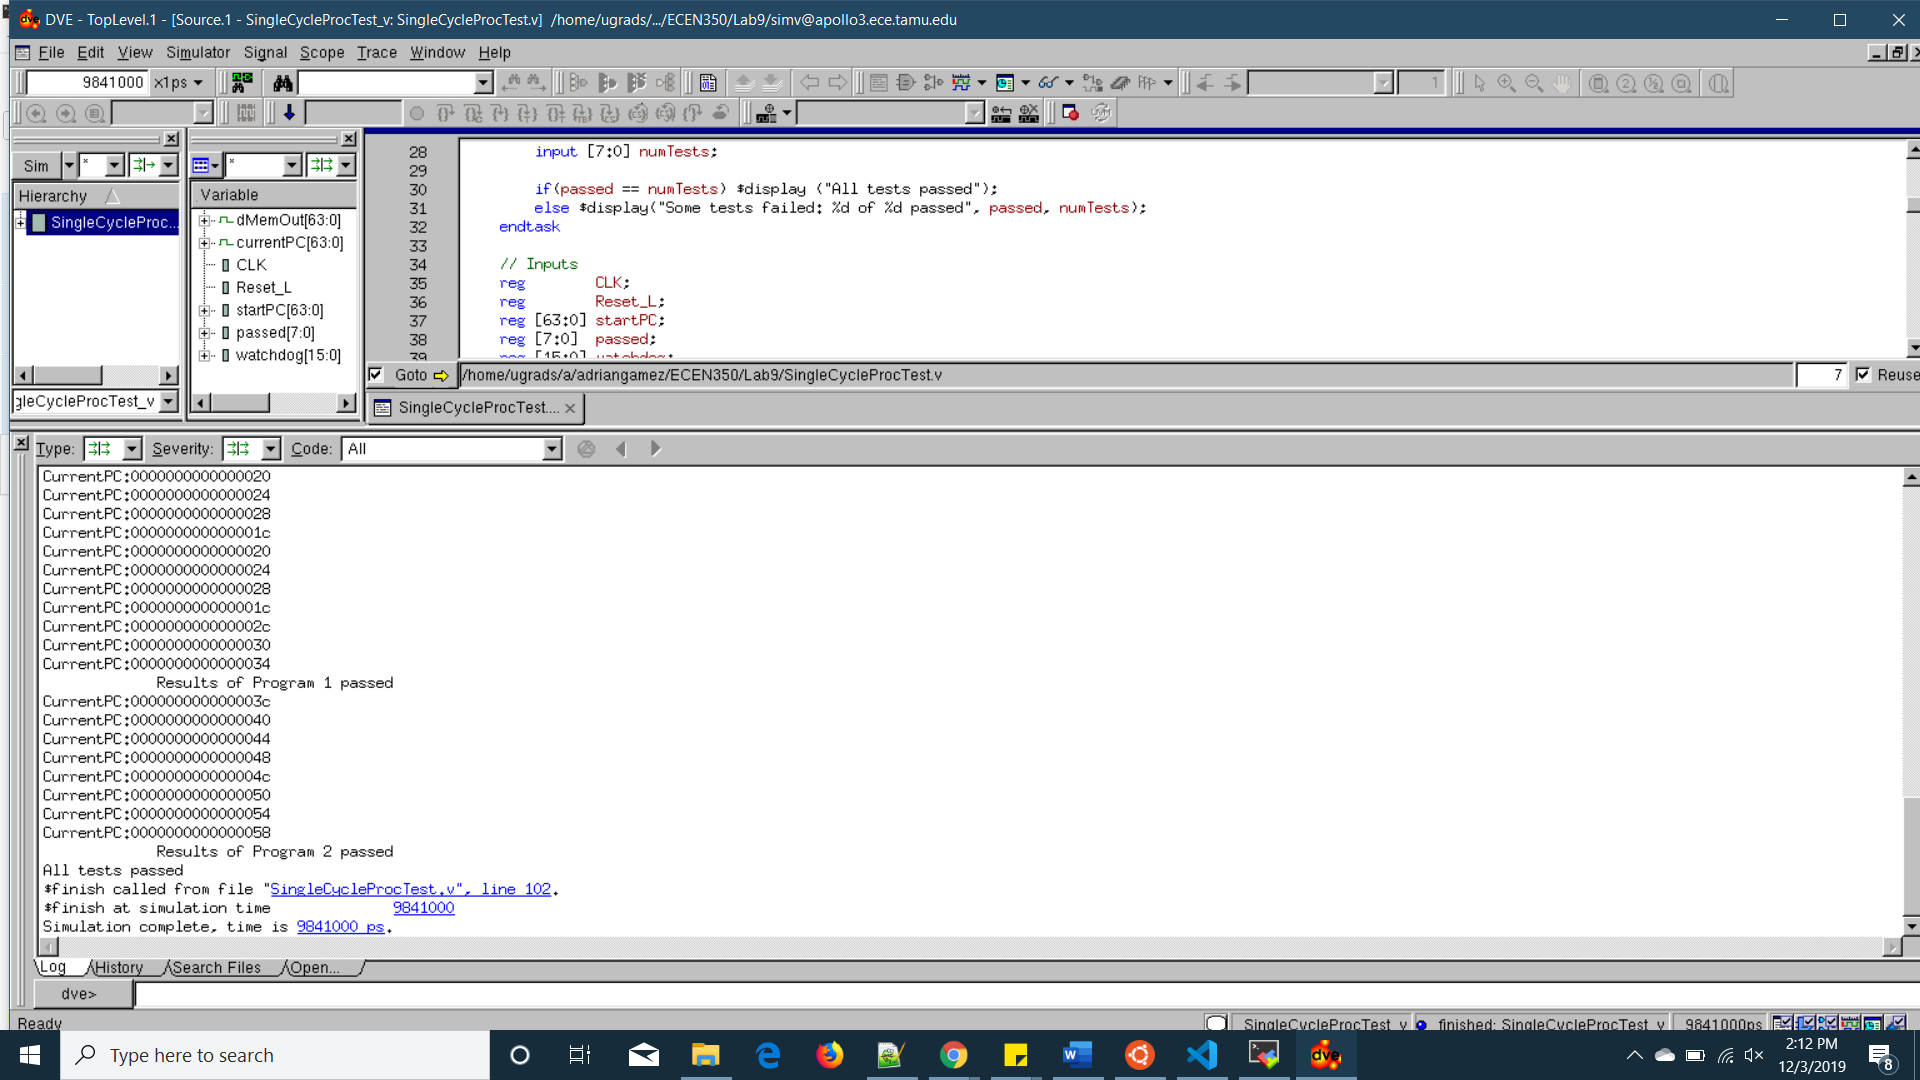 DVE - TopLevel.1 - [Source.1 - SingleCycleProcTest_v: SingleCycleProcTest.v] /home/ugrads/.../ECEN350/Lab9/simv@apollo3.ece.tamu.edu
File Edit View Simulator Signal Scope Trace Window Help
9841000 x1ps
1
Sim * *
Hierarchy
SingleCycleProc...
gleCycleProcTest_v
Variable
dMemOut[63:0]
currentPC[63:0]
CLK
Reset_L
startPC[63:0]
passed[7:0]
watchdog[15:0]
28 input [7:0] numTests;
29
30 if(passed == numTests) $display ("All tests passed");
31 else $display("Some tests failed: %d of %d passed", passed, numTests);
32 endtask
33
34 // Inputs
35 reg CLK;
36 reg Reset_L;
37 reg [63:0] startPC;
38 reg [7:0] passed;
39 reg [15:0] watchdog;
Goto /home/ugrads/a/adriangamez/ECEN350/Lab9/SingleCycleProcTest.v 7 Reuse
SingleCycleProcTest....
Type: Severity: Code: All
CurrentPC:0000000000000020
CurrentPC:0000000000000024
CurrentPC:0000000000000028
CurrentPC:000000000000001c
CurrentPC:0000000000000020
CurrentPC:0000000000000024
CurrentPC:0000000000000028
CurrentPC:000000000000001c
CurrentPC:000000000000002c
CurrentPC:0000000000000030
CurrentPC:0000000000000034
Results of Program 1 passed
CurrentPC:000000000000003c
CurrentPC:0000000000000040
CurrentPC:0000000000000044
CurrentPC:0000000000000048
CurrentPC:000000000000004c
CurrentPC:0000000000000050
CurrentPC:0000000000000054
CurrentPC:0000000000000058
Results of Program 2 passed
All tests passed
$finish called from file "SingleCycleProcTest.v", line 102.
$finish at simulation time 9841000
Simulation complete, time is 9841000 ps.
Log History Search Files Open...
dve>
Ready SingleCycleProcTest_v finished: SingleCycleProcTest_v 9841000ps
Type here to search
2:12 PM
12/3/2019
8